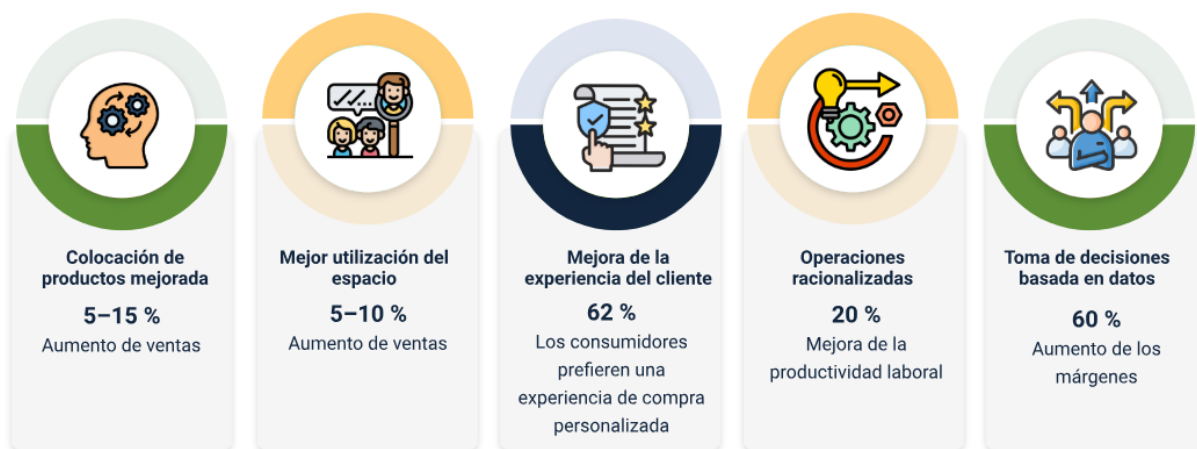 Colocación de
productos mejorada
5–15 %
Aumento de ventas
Mejor utilización del
espacio
5–10 %
Aumento de ventas
Mejora de la
experiencia del cliente
62 %
Los consumidores
prefieren una
experiencia de compra
personalizada
Operaciones
racionalizadas
20 %
Mejora de la
productividad laboral
Toma de decisiones
basada en datos
60 %
Aumento de los
márgenes